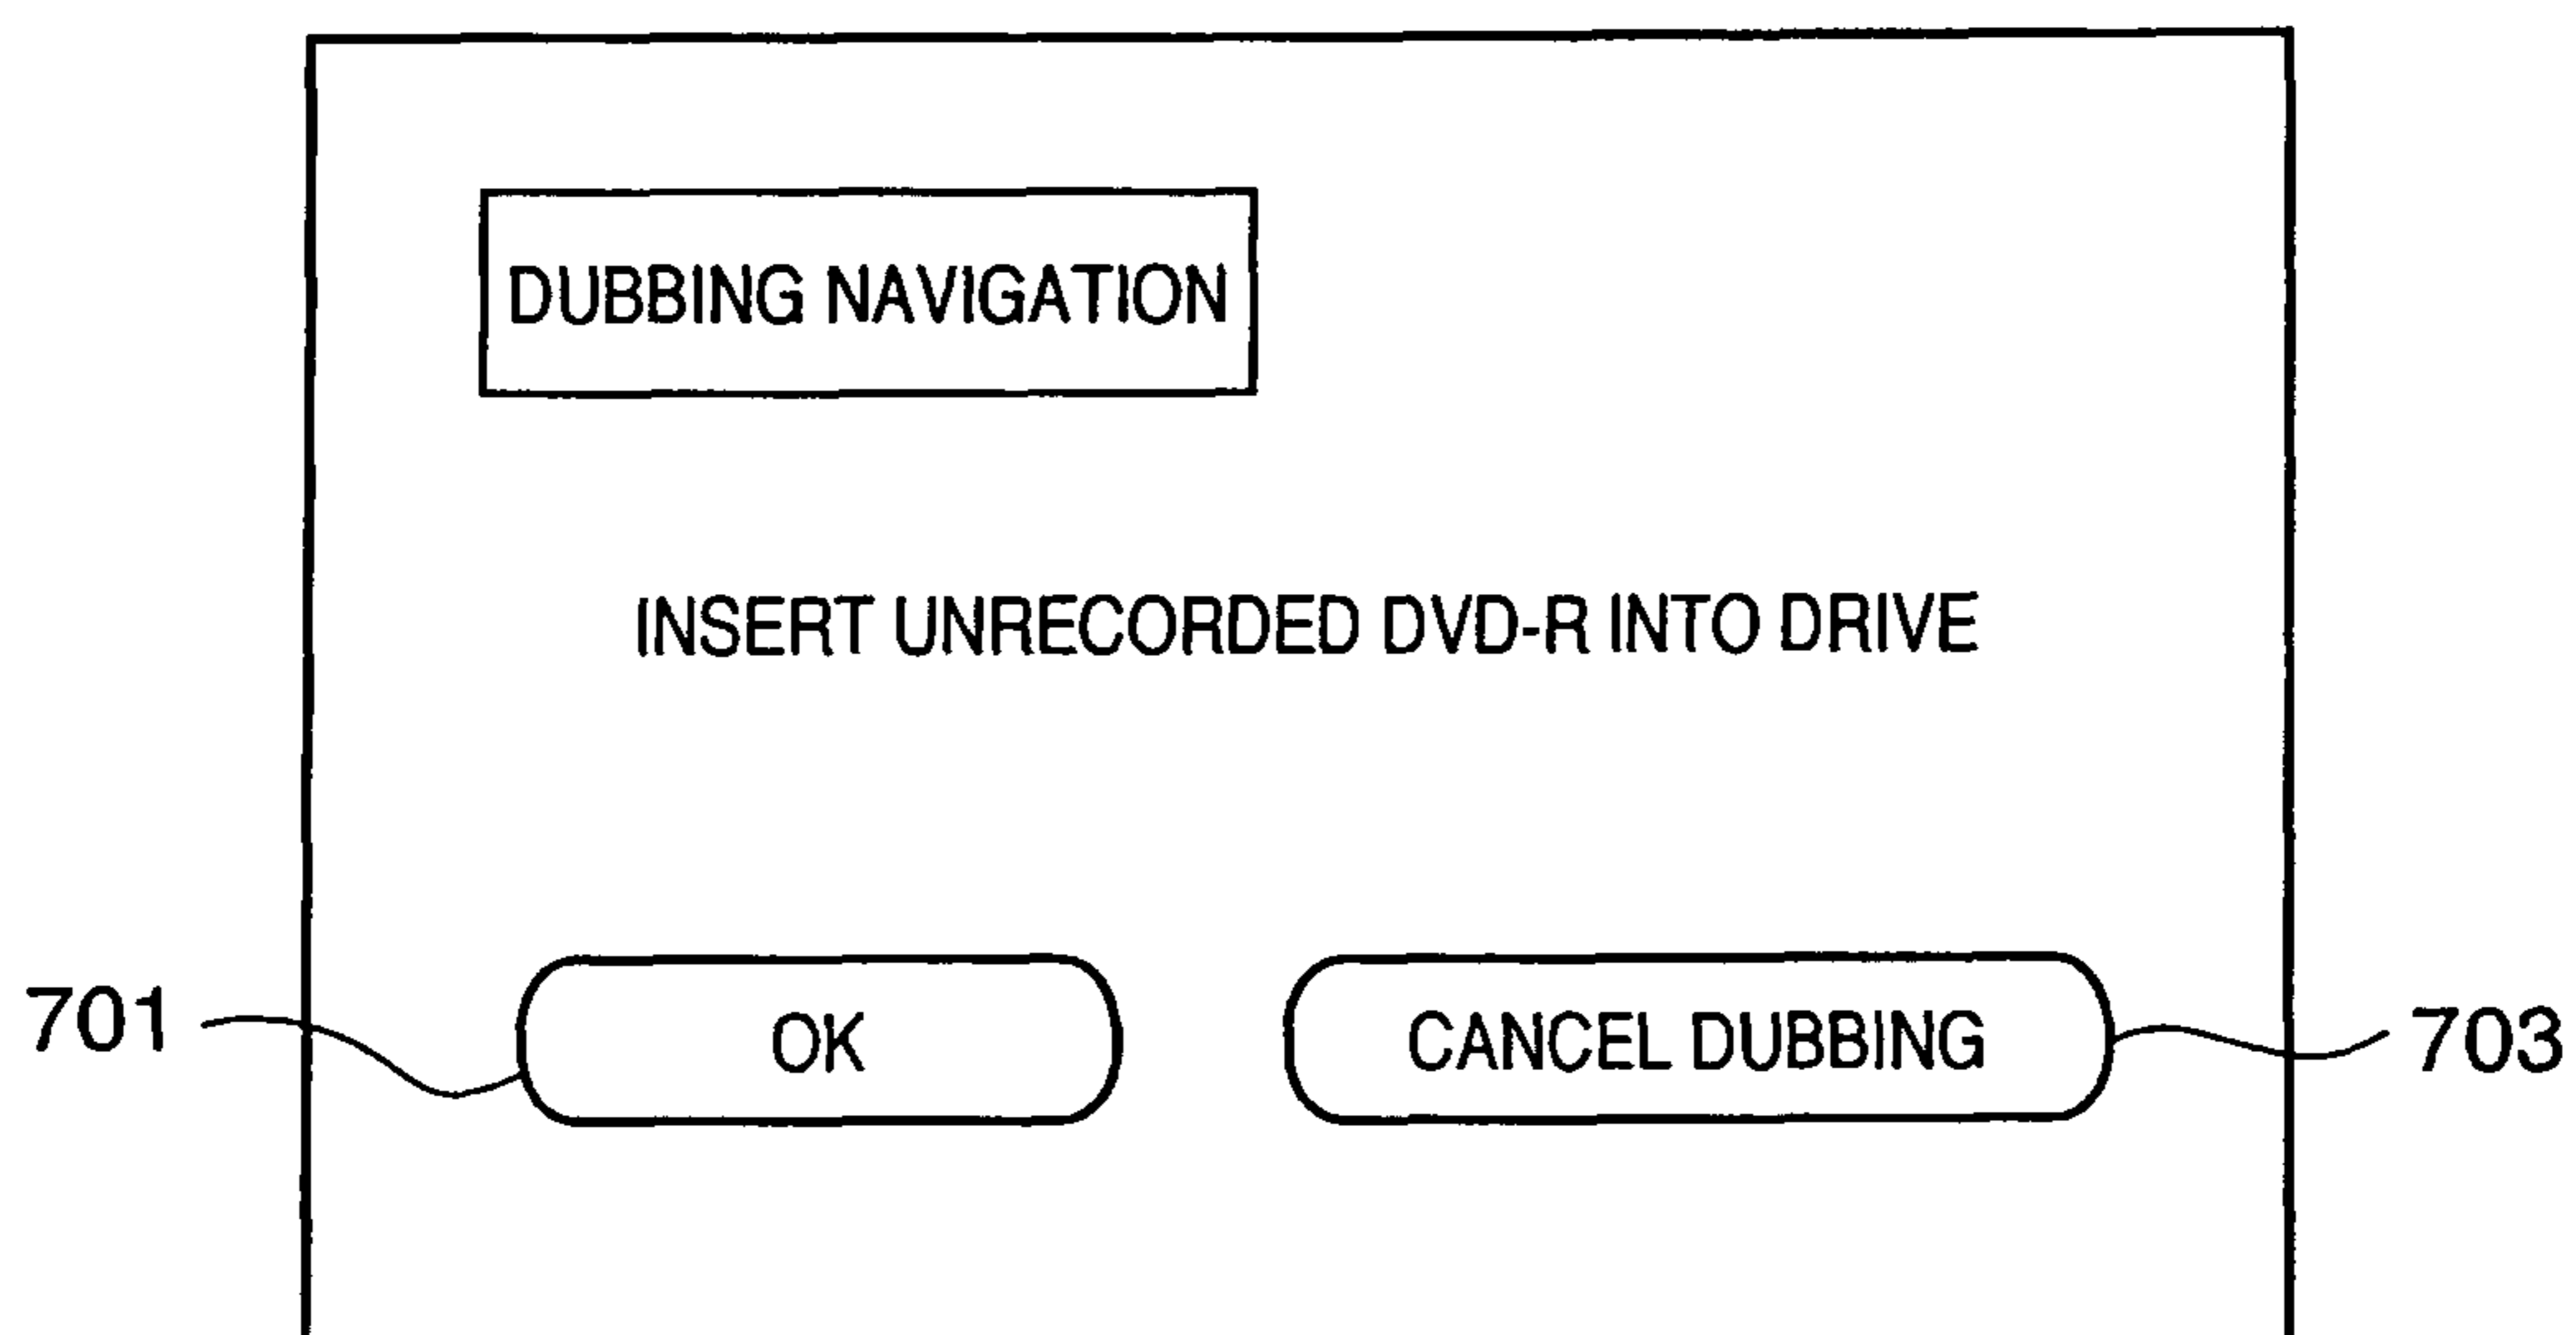 DUBBING NAVIGATION
INSERT UNRECORDED DVD-R INTO DRIVE
701 OK CANCEL DUBBING 703